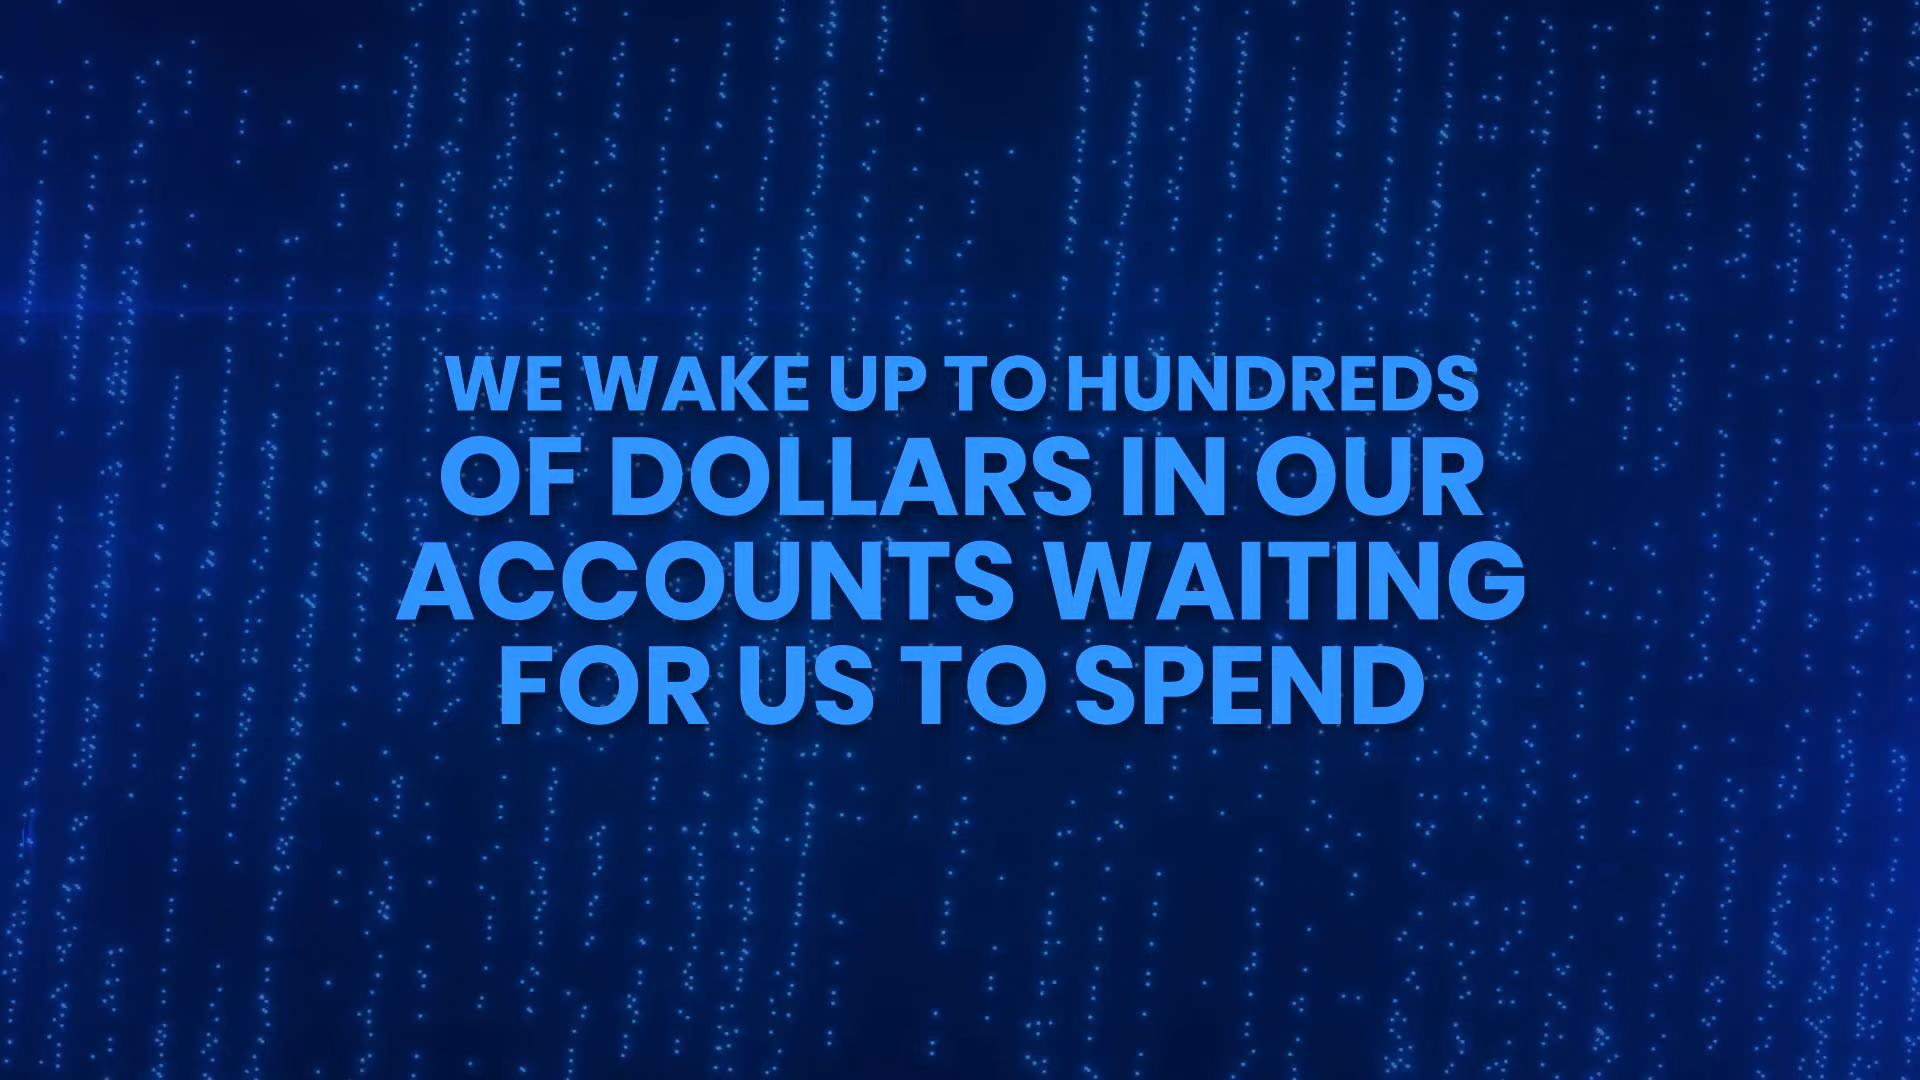 WE WAKE UP TO HUNDREDS
OF DOLLARS IN OUR
ACCOUNTS WAITING
FOR US TO SPEND